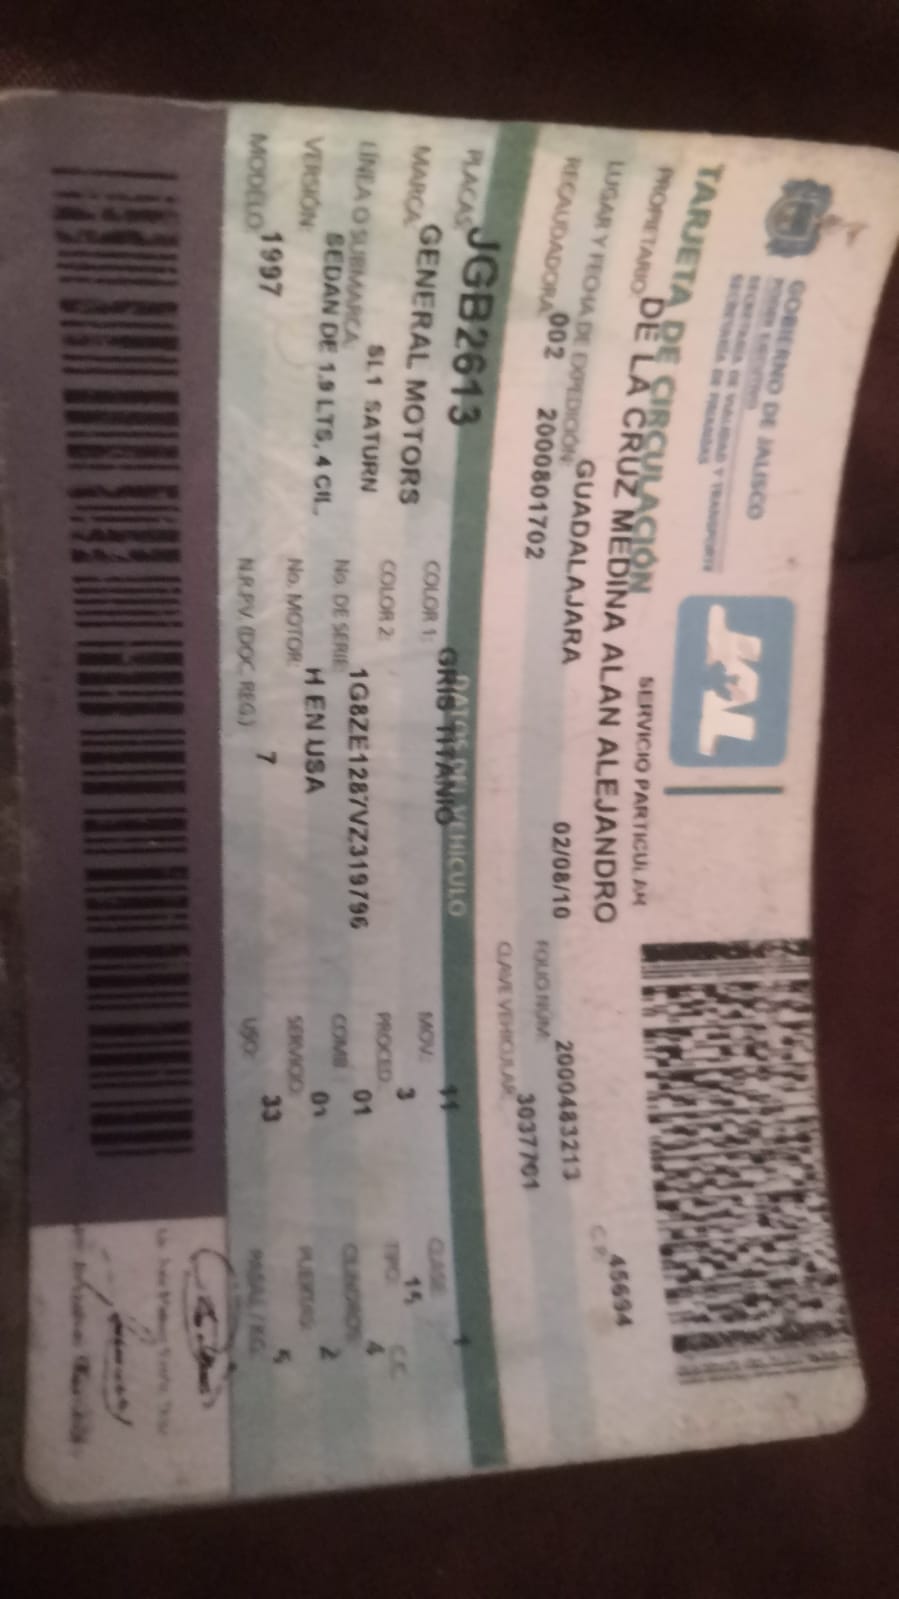 GOBIERNO DE JALISCO
PODER EJECUTIVO
SECRETARÍA DE VIALIDAD Y TRANSPORTE
SECRETARÍA DE FINANZAS
JAL
TARJETA DE CIRCULACIÓN
SERVICIO PARTICULAR
PROPIETARIO: DE LA CRUZ MEDINA ALAN ALEJANDRO
C.P. 45694
LUGAR Y FECHA DE EXPEDICIÓN: GUADALAJARA 02/08/10
FOLIO NÚM: 2000483213
RECAUDADORA: 002 2000801702
CLAVE VEHICULAR: 3037701
DATOS DEL VEHÍCULO
PLACAS: JGB2613 COLOR 1: GRIS TITANIO MOV: 11 CLASE: 1
MARCA: GENERAL MOTORS COLOR 2: PROCED: 3 TIPO: 15 C.C.
LÍNEA O SUBMARCA: SL1 SATURN No. DE SERIE: 1G8ZE1287VZ319796 COMB: 01 CILINDROS: 4
VERSIÓN: SEDAN DE 1.9 LTS, 4 CIL. No. MOTOR: H EN USA SERVICIO: 01 PUERTAS: 2
MODELO: 1997 N.R.P.V. (DOC. REG.) 7 USO: 33 PASAJ. / KG.: 5